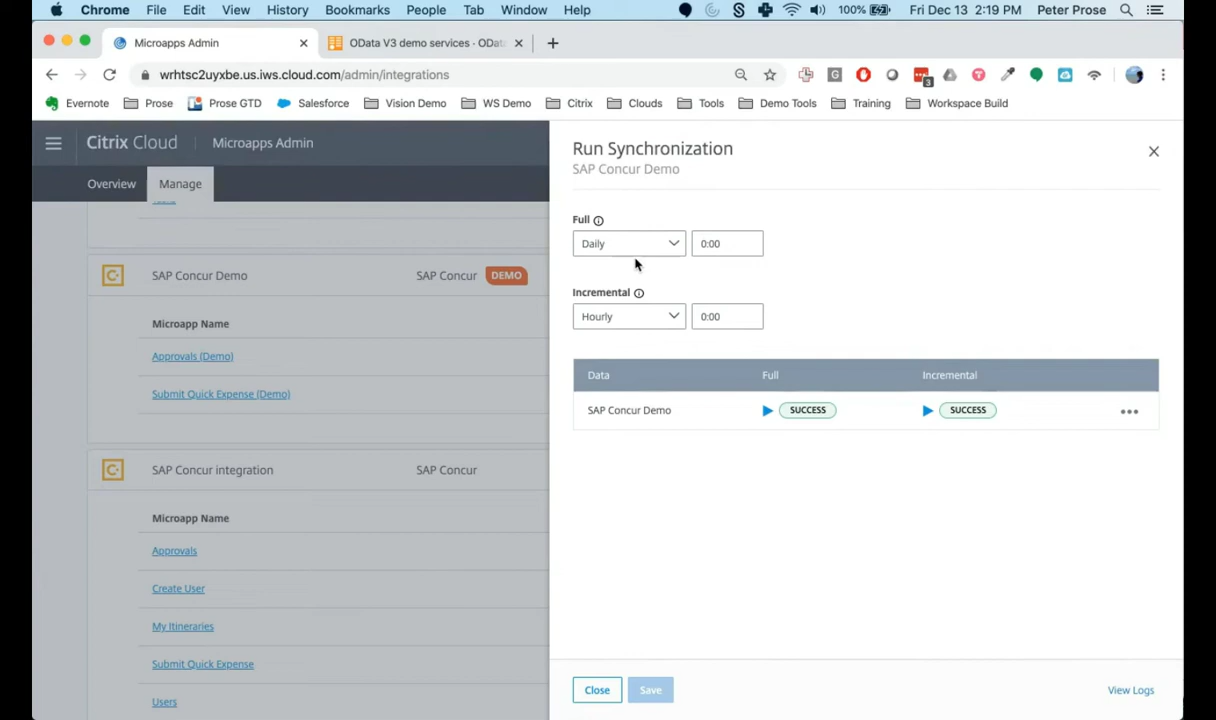 Chrome File Edit View History Bookmarks People Tab Window Help 100% Fri Dec 13 2:19 PM Peter Prose
Microapps Admin OData V3 demo services · OData
wrhtsc2uyxbe.us.iws.cloud.com/admin/integrations
Evernote Prose Prose GTD Salesforce Vision Demo WS Demo Citrix Clouds Tools Demo Tools Training Workspace Build
Citrix Cloud Microapps Admin
Overview Manage
SAP Concur Demo SAP Concur DEMO
Microapp Name
Approvals (Demo)
Submit Quick Expense (Demo)
SAP Concur integration SAP Concur
Microapp Name
Approvals
Create User
My Itineraries
Submit Quick Expense
Users
Run Synchronization
SAP Concur Demo
Full
Daily 0:00
Incremental
Hourly 0:00
Data Full Incremental
SAP Concur Demo SUCCESS SUCCESS
Close Save View Logs